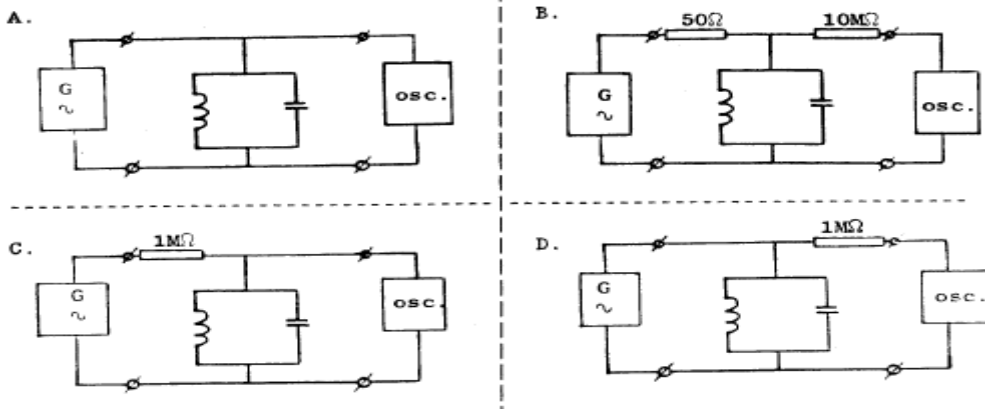 A.
G
~
OSC.
B.
50Ω
10MΩ
G
~
OSC.
C.
1MΩ
G
~
OSC.
D.
1MΩ
G
~
OSC.